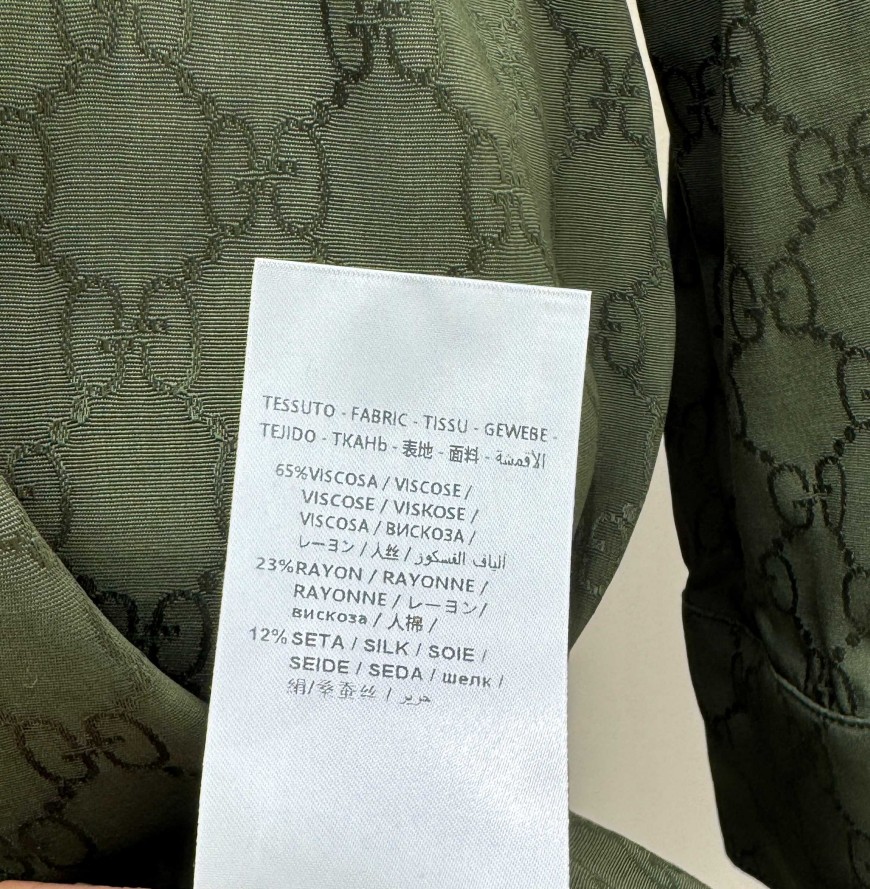 TESSUTO - FABRIC - TISSU - GEWEBE -
TEJIDO - ТКАНЬ - 表地 - 面料 - الأقمشة
65%VISCOSA / VISCOSE /
VISCOSE / VISKOSE /
VISCOSA / ВИСКОЗА /
レーヨン / 人丝 / ألياف الفسكوز
23%RAYON / RAYONNE /
RAYONNE / レーヨン /
вискоза / 人棉 /
12% SETA / SILK / SOIE /
SEIDE / SEDA / шелк /
絹/桑蚕丝 / حرير